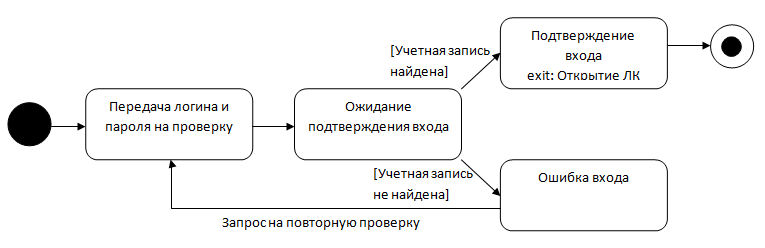 Передача логина и
пароля на проверку
Ожидание
подтверждения входа
[Учетная запись
найдена]
Подтверждение
входа
exit: Открытие ЛК
[Учетная запись
не найдена]
Ошибка входа
Запрос на повторную проверку